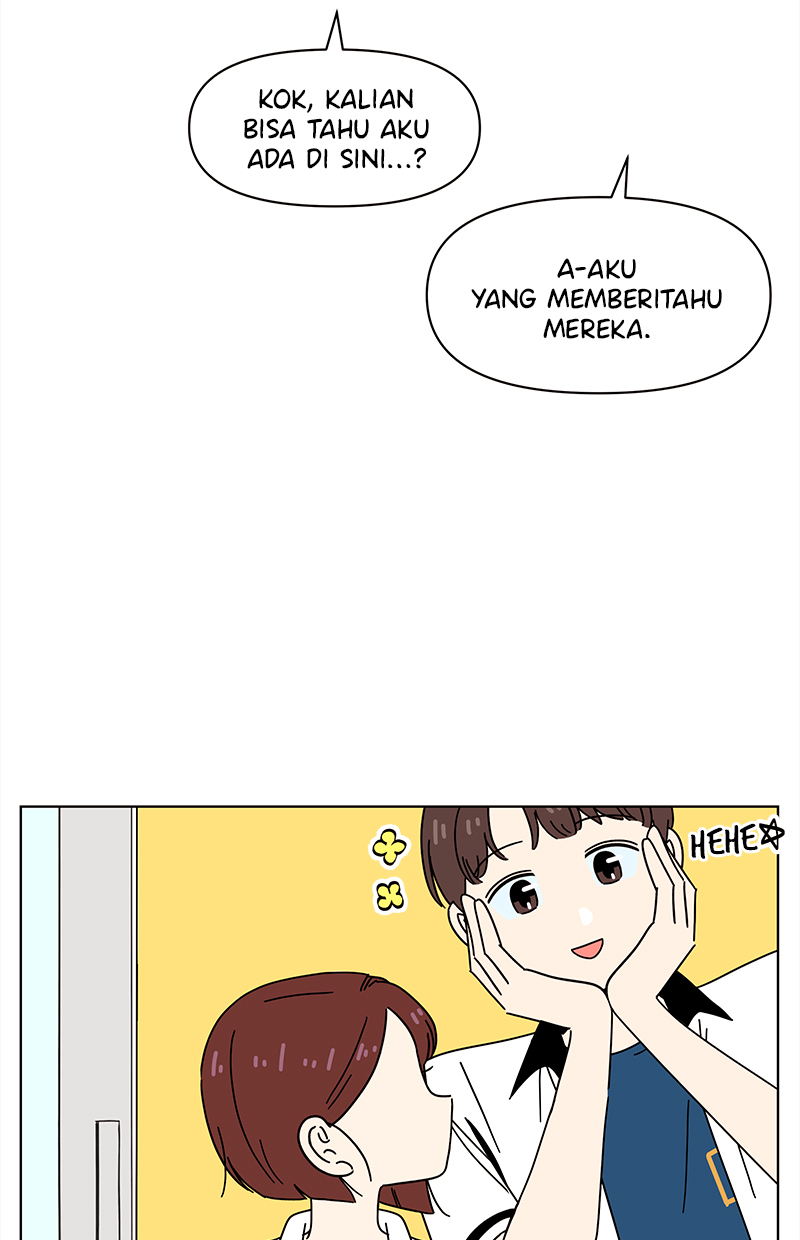 KOK, KALIAN
BISA TAHU AKU
ADA DI SINI...?
A-AKU
YANG MEMBERITAHU
MEREKA.
HEHE☆